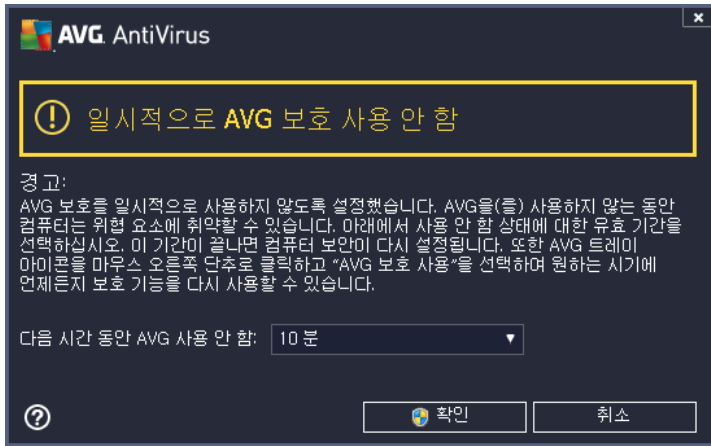 AVG. AntiVirus
일시적으로 AVG 보호 사용 안 함
경고:
AVG 보호를 일시적으로 사용하지 않도록 설정했습니다. AVG을(를) 사용하지 않는 동안
컴퓨터는 위협 요소에 취약할 수 있습니다. 아래에서 사용 안 함 상태에 대한 유효 기간을
선택하십시오. 이 기간이 끝나면 컴퓨터 보안이 다시 설정됩니다. 또한 AVG 트레이
아이콘을 마우스 오른쪽 단추로 클릭하고 “AVG 보호 사용”을 선택하여 원하는 시기에
언제든지 보호 기능을 다시 사용할 수 있습니다.
다음 시간 동안 AVG 사용 안 함: 10 분
확인 취소